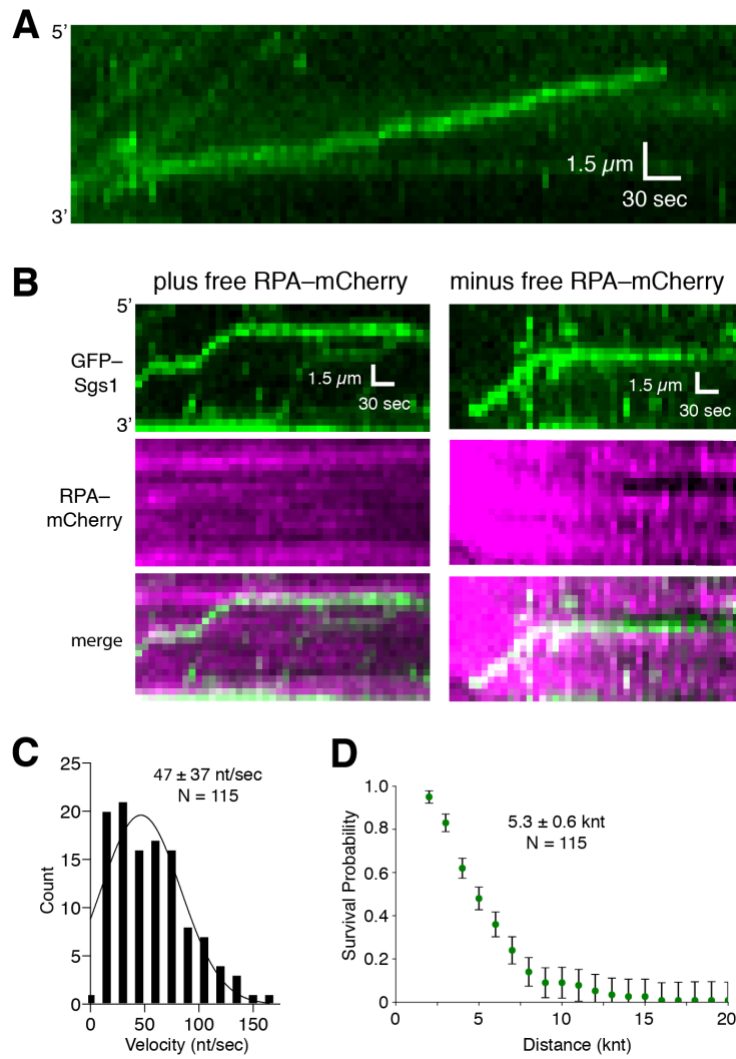 A
5’
3’
1.5 µm
30 sec
B
plus free RPA–mCherry
minus free RPA–mCherry
5’
GFP–
Sgs1
3’
1.5 µm
30 sec
1.5 µm
30 sec
RPA–
mCherry
merge
C
25
20
15
10
5
0
Count
47 ± 37 nt/sec
N = 115
0
50
100
150
Velocity (nt/sec)
D
1.0
0.8
0.6
0.4
0.2
0
Survival Probability
5.3 ± 0.6 knt
N = 115
0
5
10
15
20
Distance (knt)